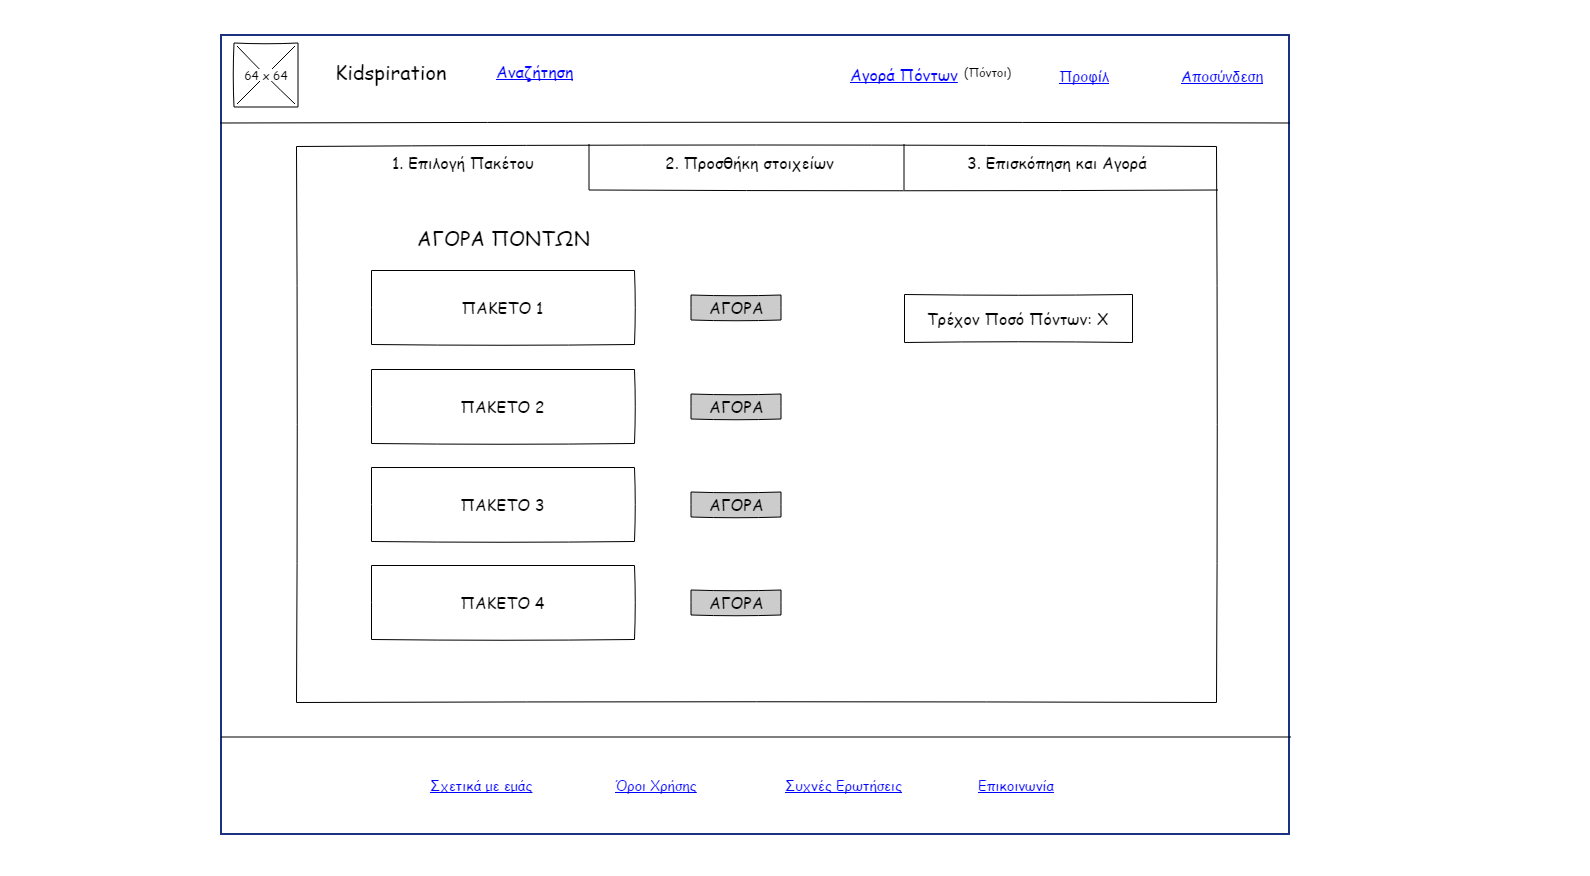 64 x 64
Kidspiration
Αναζήτηση
Αγορά Πόντων (Πόντοι)
Προφίλ
Αποσύνδεση
1. Επιλογή Πακέτου
2. Προσθήκη στοιχείων
3. Επισκόπηση και Αγορά
ΑΓΟΡΑ ΠΟΝΤΩΝ
ΠΑΚΕΤΟ 1
ΑΓΟΡΑ
Τρέχον Ποσό Πόντων: Χ
ΠΑΚΕΤΟ 2
ΑΓΟΡΑ
ΠΑΚΕΤΟ 3
ΑΓΟΡΑ
ΠΑΚΕΤΟ 4
ΑΓΟΡΑ
Σχετικά με εμάς
Όροι Χρήσης
Συχνές Ερωτήσεις
Επικοινωνία